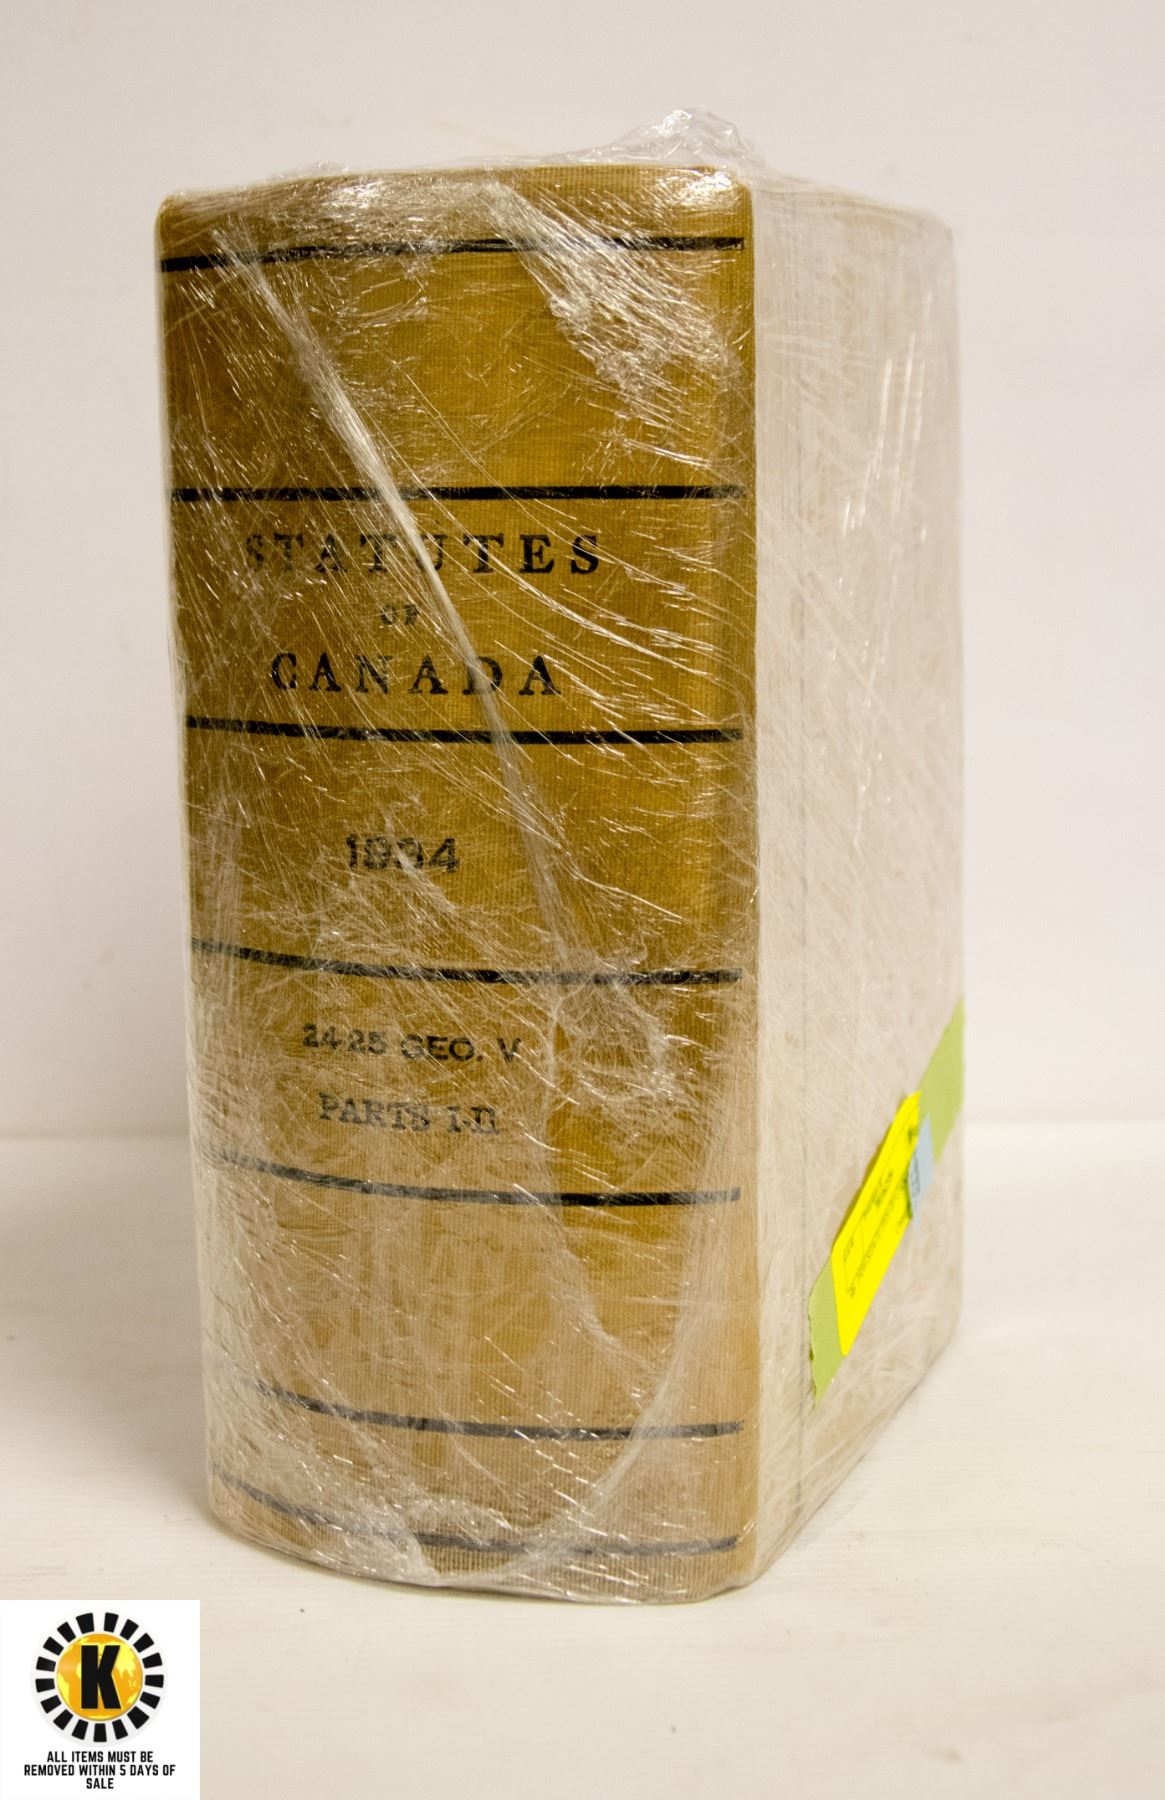 STATUTES
OF
CANADA
1934
24-25 GEO. V
PARTS I-II
K
ALL ITEMS MUST BE
REMOVED WITHIN 5 DAYS OF
SALE